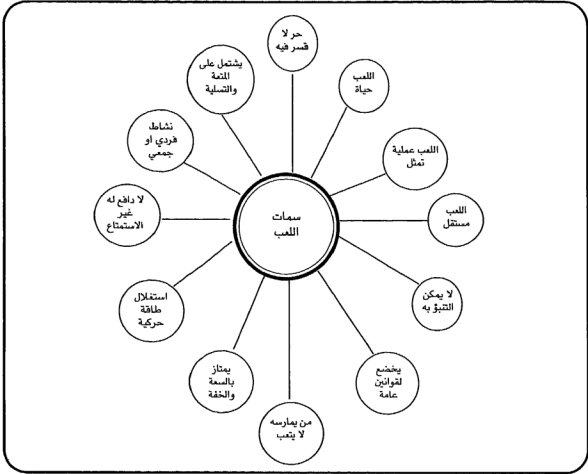 سمات
اللعب
حر لا
قسر فيه
اللعب
حياة
اللعب عملية
تمثل
اللعب
مستقل
لا يمكن
التنبؤ به
يخضع
لقوانين
عامة
من يمارسه
لا يتعب
يمتاز
بالسعة
والخفة
استغلال
طاقة
حركية
لا دافع له
غير
الاستمتاع
نشاط
فردي او
جمعي
يشتمل على
المتعة
والتسلية